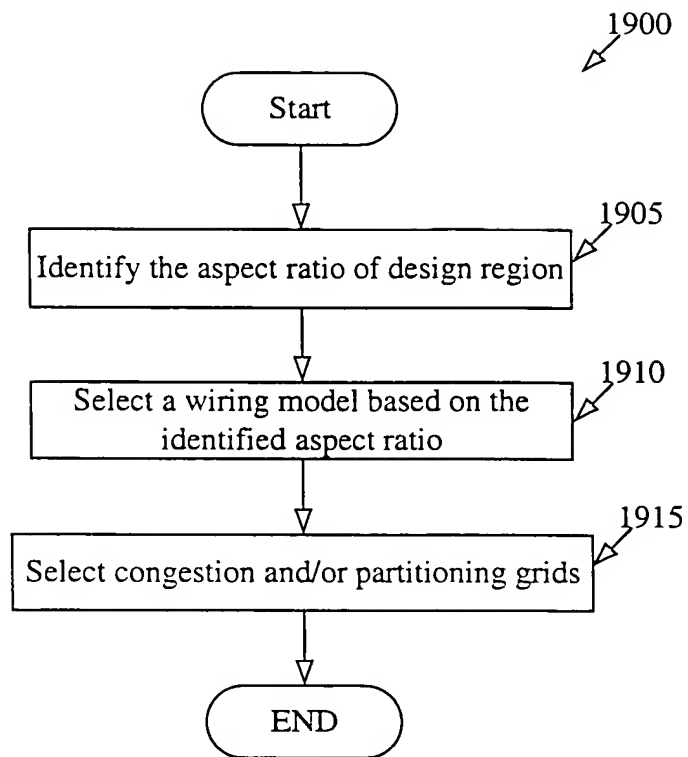 1900
Start
1905
Identify the aspect ratio of design region
1910
Select a wiring model based on the
identified aspect ratio
1915
Select congestion and/or partitioning grids
END